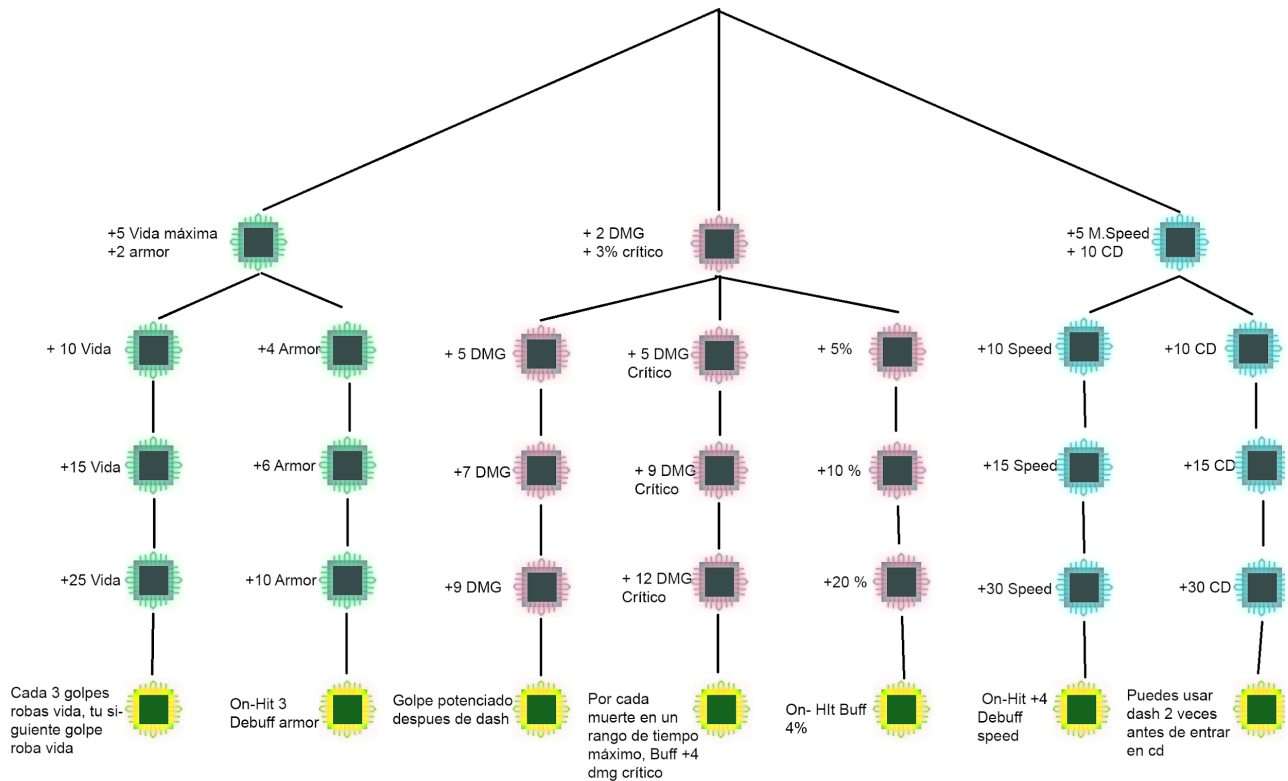 +5 Vida máxima
+2 armor
+ 2 DMG
+ 3% crítico
+5 M.Speed
+ 10 CD
+ 10 Vida
+4 Armor
+ 5 DMG
+ 5 DMG
Crítico
+ 5%
+10 Speed
+10 CD
+15 Vida
+6 Armor
+7 DMG
+ 9 DMG
Crítico
+10 %
+15 Speed
+15 CD
+25 Vida
+10 Armor
+9 DMG
+ 12 DMG
Crítico
+20 %
+30 Speed
+30 CD
Cada 3 golpes
robas vida, tu si-
guiente golpe
roba vida
On-Hit 3
Debuff armor
Golpe potenciado
despues de dash
Por cada
muerte en un
rango de tiempo
máximo, Buff +4
dmg crítico
On- HIt Buff
4%
On-Hit +4
Debuff
speed
Puedes usar
dash 2 veces
antes de entrar
en cd